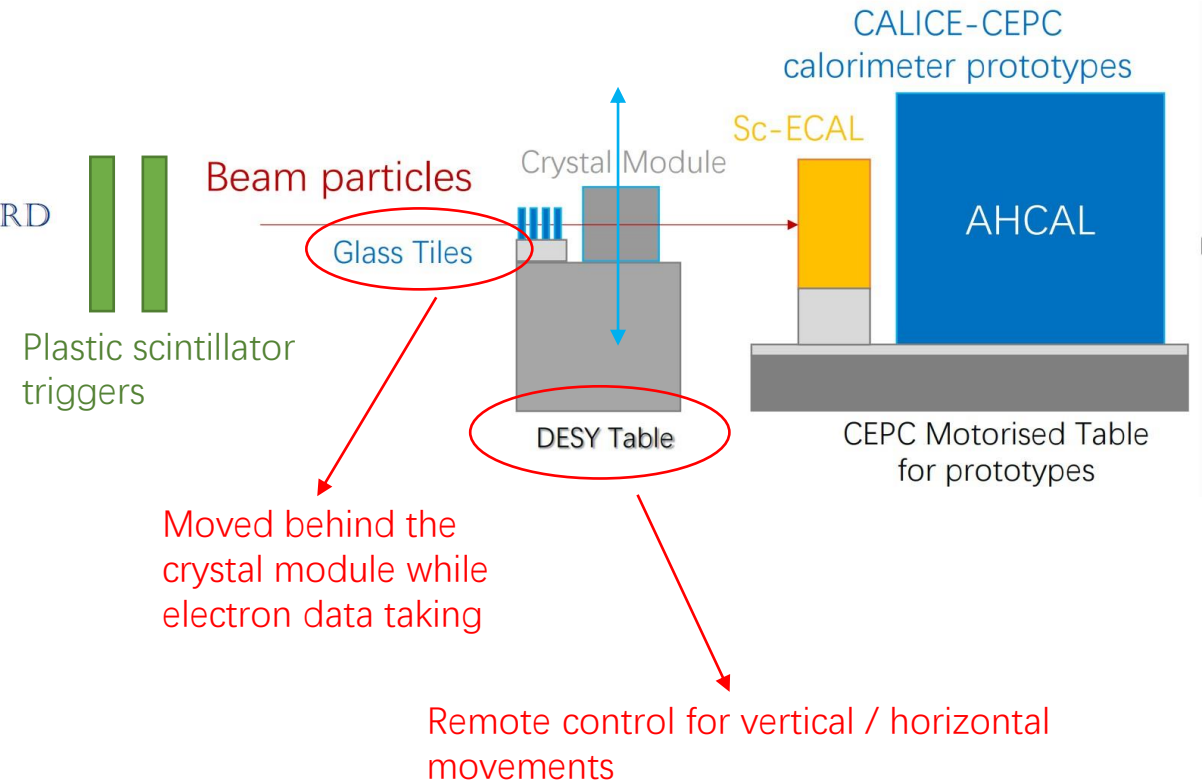 CALICE-CEPC
calorimeter prototypes
Sc-ECAL
Crystal Module
Beam particles
RD
AHCAL
Glass Tiles
Plastic scintillator
triggers
DESY Table
CEPC Motorised Table
for prototypes
Moved behind the
crystal module while
electron data taking
Remote control for vertical / horizontal
movements